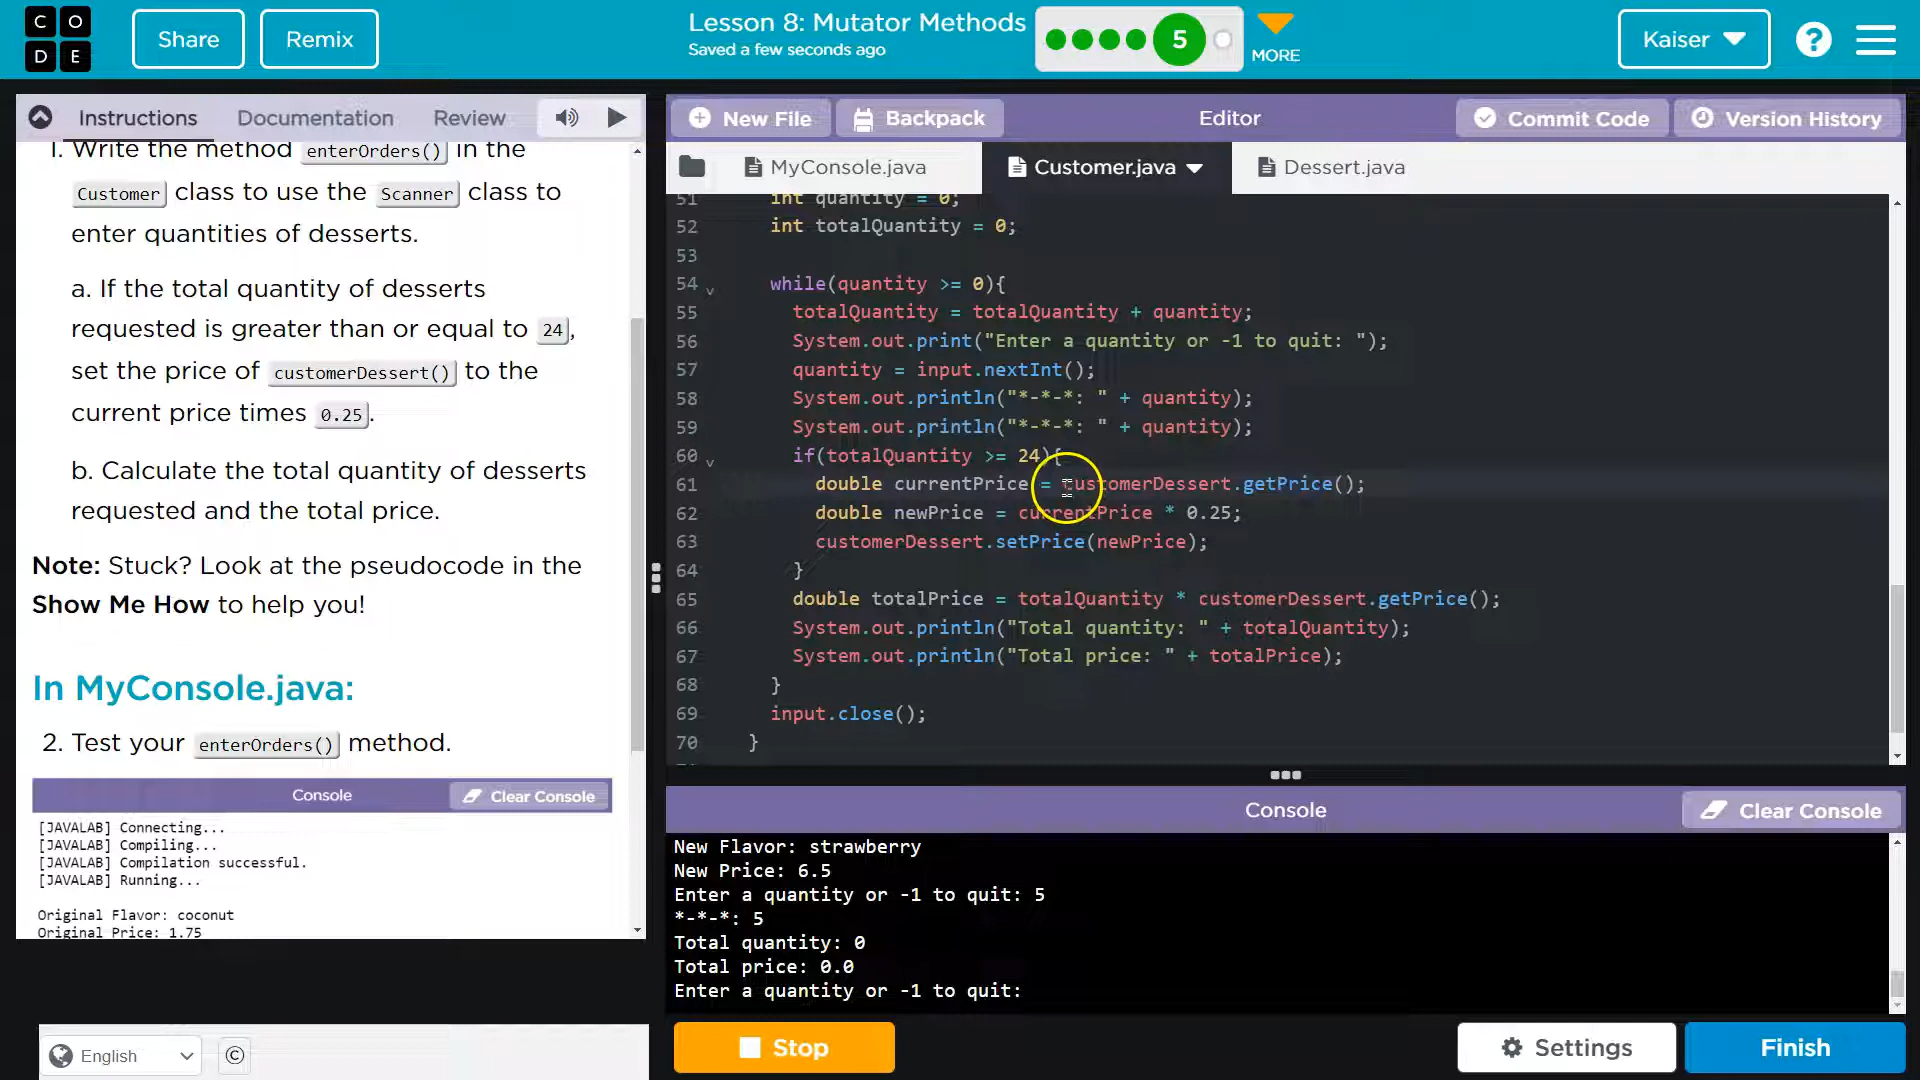 C O D E
Share
Remix
Lesson 8: Mutator Methods
Saved a few seconds ago
5
MORE
Kaiser
?
Instructions
Documentation
Review
1. Write the method enterOrders() in the
Customer class to use the Scanner class to
enter quantities of desserts.
a. If the total quantity of desserts
requested is greater than or equal to 24,
set the price of customerDessert() to the
current price times 0.25.
b. Calculate the total quantity of desserts
requested and the total price.
Note: Stuck? Look at the pseudocode in the
Show Me How to help you!
In MyConsole.java:
2. Test your enterOrders() method.
Console
Clear Console
[JAVALAB] Connecting...
[JAVALAB] Compiling...
[JAVALAB] Compilation successful.
[JAVALAB] Running...
Original Flavor: coconut
Original Price: 1.75
English
©
New File
Backpack
Editor
Commit Code
Version History
MyConsole.java
Customer.java
Dessert.java
51 int quantity = 0;
52 int totalQuantity = 0;
53
54 while(quantity >= 0){
55 totalQuantity = totalQuantity + quantity;
56 System.out.print("Enter a quantity or -1 to quit: ");
57 quantity = input.nextInt();
58 System.out.println("*-*-*: " + quantity);
59 System.out.println("*-*-*: " + quantity);
60 if(totalQuantity >= 24){
61 double currentPrice = customerDessert.getPrice();
62 double newPrice = currentPrice * 0.25;
63 customerDessert.setPrice(newPrice);
64 }
65 double totalPrice = totalQuantity * customerDessert.getPrice();
66 System.out.println("Total quantity: " + totalQuantity);
67 System.out.println("Total price: " + totalPrice);
68 }
69 input.close();
70 }
Console
Clear Console
New Flavor: strawberry
New Price: 6.5
Enter a quantity or -1 to quit: 5
*-*-*: 5
Total quantity: 0
Total price: 0.0
Enter a quantity or -1 to quit:
Stop
Settings
Finish